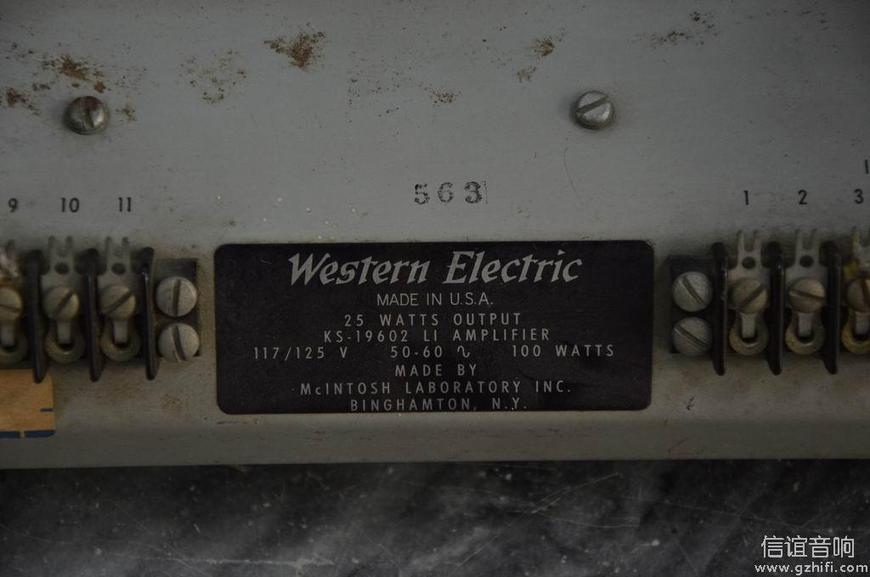 563
9 10 11
1 2 3
Western Electric
MADE IN U.S.A.
25 WATTS OUTPUT
KS-19602 LI AMPLIFIER
117/125 V 50-60 ∿ 100 WATTS
MADE BY
McINTOSH LABORATORY INC.
BINGHAMTON, N.Y.
信谊音响
www.gzhifi.com